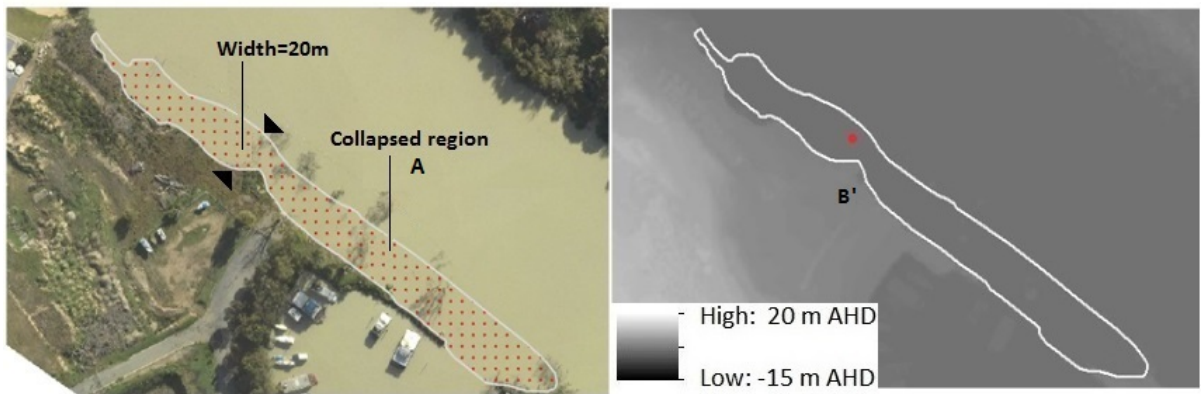 Width=20m
Collapsed region
A
B'
High: 20 m AHD
Low: -15 m AHD